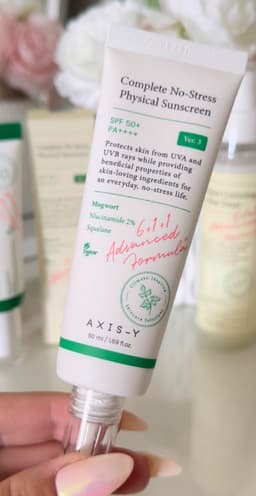 Complete No-Stress
Physical Sunscreen
SPF 50+
PA++++
Ver. 3
Protects skin from UVA and
UVB rays while providing
beneficial properties of
skin-loving ingredients for
an everyday, no-stress life.
Mugwort
Niacinamide 2%
Squalane
6+1+1
Advanced
Formula
Vegan
AXIS-Y
50 ml / 1.69 fl.oz.